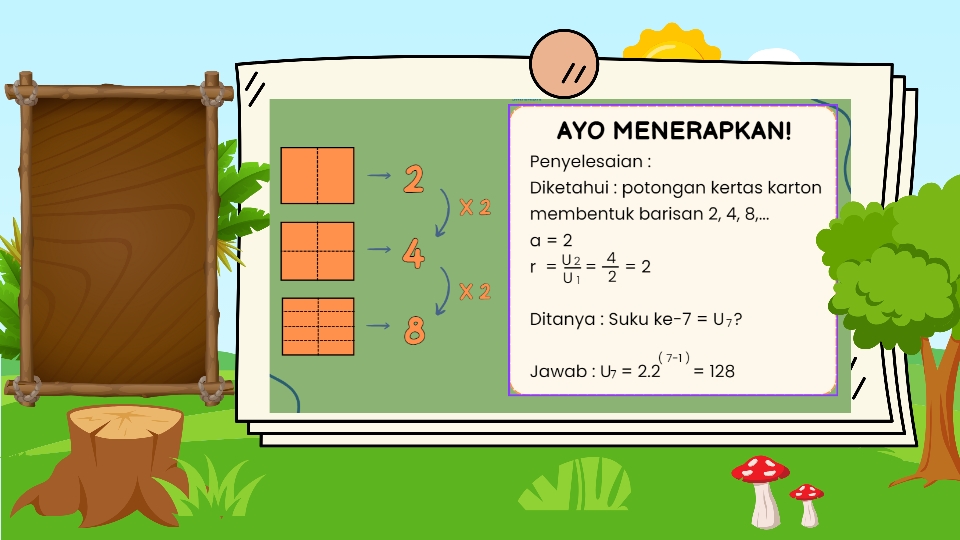 2
X 2
4
X 2
8
AYO MENERAPKAN!
Penyelesaian :
Diketahui : potongan kertas karton
membentuk barisan 2, 4, 8,...
a = 2
r = U₂/U₁ = 4/2 = 2
Ditanya : Suku ke-7 = U₇?
Jawab : U₇ = 2.2⁽⁷⁻¹⁾ = 128